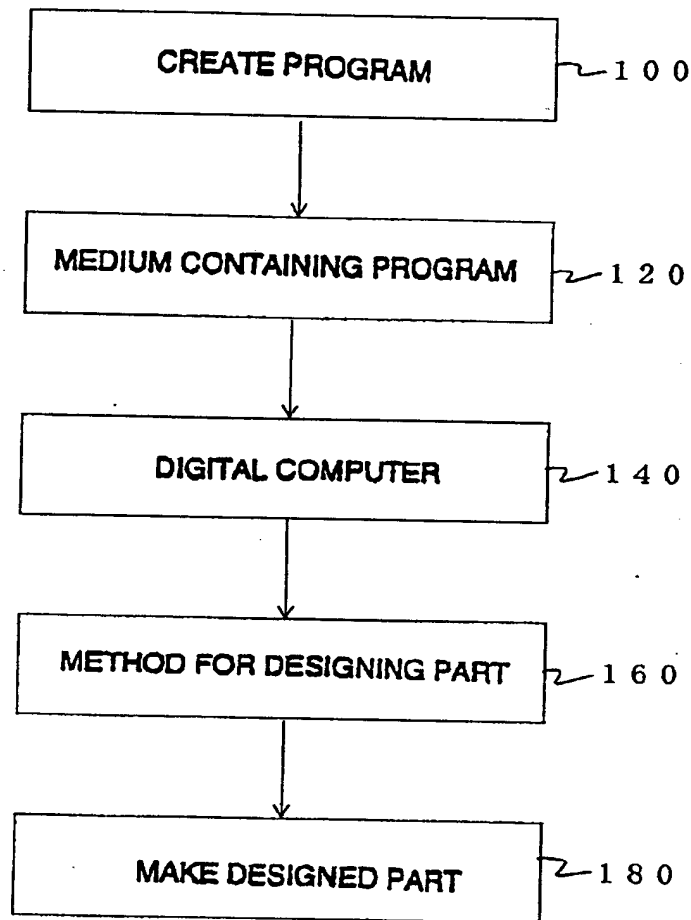 CREATE PROGRAM 100
MEDIUM CONTAINING PROGRAM 120
DIGITAL COMPUTER 140
METHOD FOR DESIGNING PART 160
MAKE DESIGNED PART 180